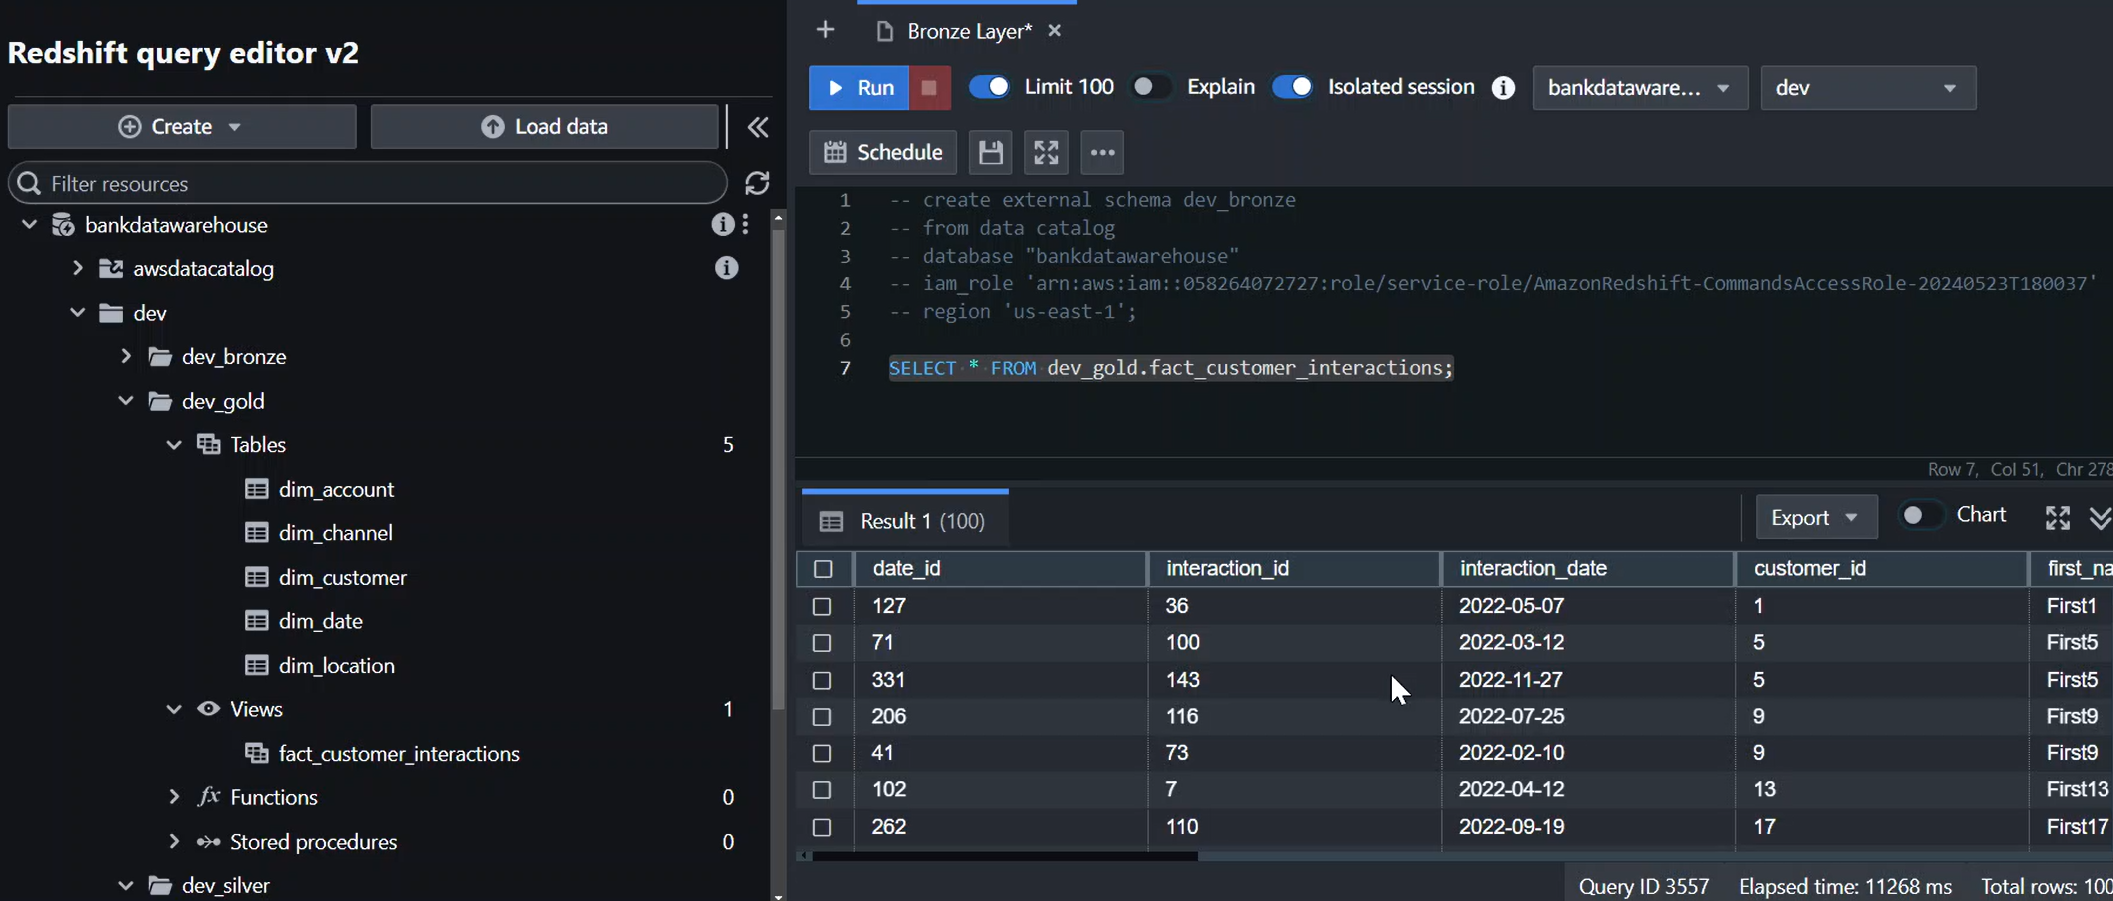 Redshift query editor v2
Create
Load data
Filter resources
bankdatawarehouse
awsdatacatalog
dev
dev_bronze
dev_gold
Tables 5
dim_account
dim_channel
dim_customer
dim_date
dim_location
Views 1
fact_customer_interactions
fx Functions 0
Stored procedures 0
dev_silver
Bronze Layer*
Run Limit 100 Explain Isolated session bankdataware... dev
Schedule
1 -- create external schema dev_bronze
2 -- from data catalog
3 -- database "bankdatawarehouse"
4 -- iam_role 'arn:aws:iam::058264072727:role/service-role/AmazonRedshift-CommandsAccessRole-20240523T180037'
5 -- region 'us-east-1';
6
7 SELECT * FROM dev_gold.fact_customer_interactions;
Row 7, Col 51, Chr 278
Result 1 (100) Export Chart
date_id interaction_id interaction_date customer_id first_na
127 36 2022-05-07 1 First1
71 100 2022-03-12 5 First5
331 143 2022-11-27 5 First5
206 116 2022-07-25 9 First9
41 73 2022-02-10 9 First9
102 7 2022-04-12 13 First13
262 110 2022-09-19 17 First17
Query ID 3557 Elapsed time: 11268 ms Total rows: 100